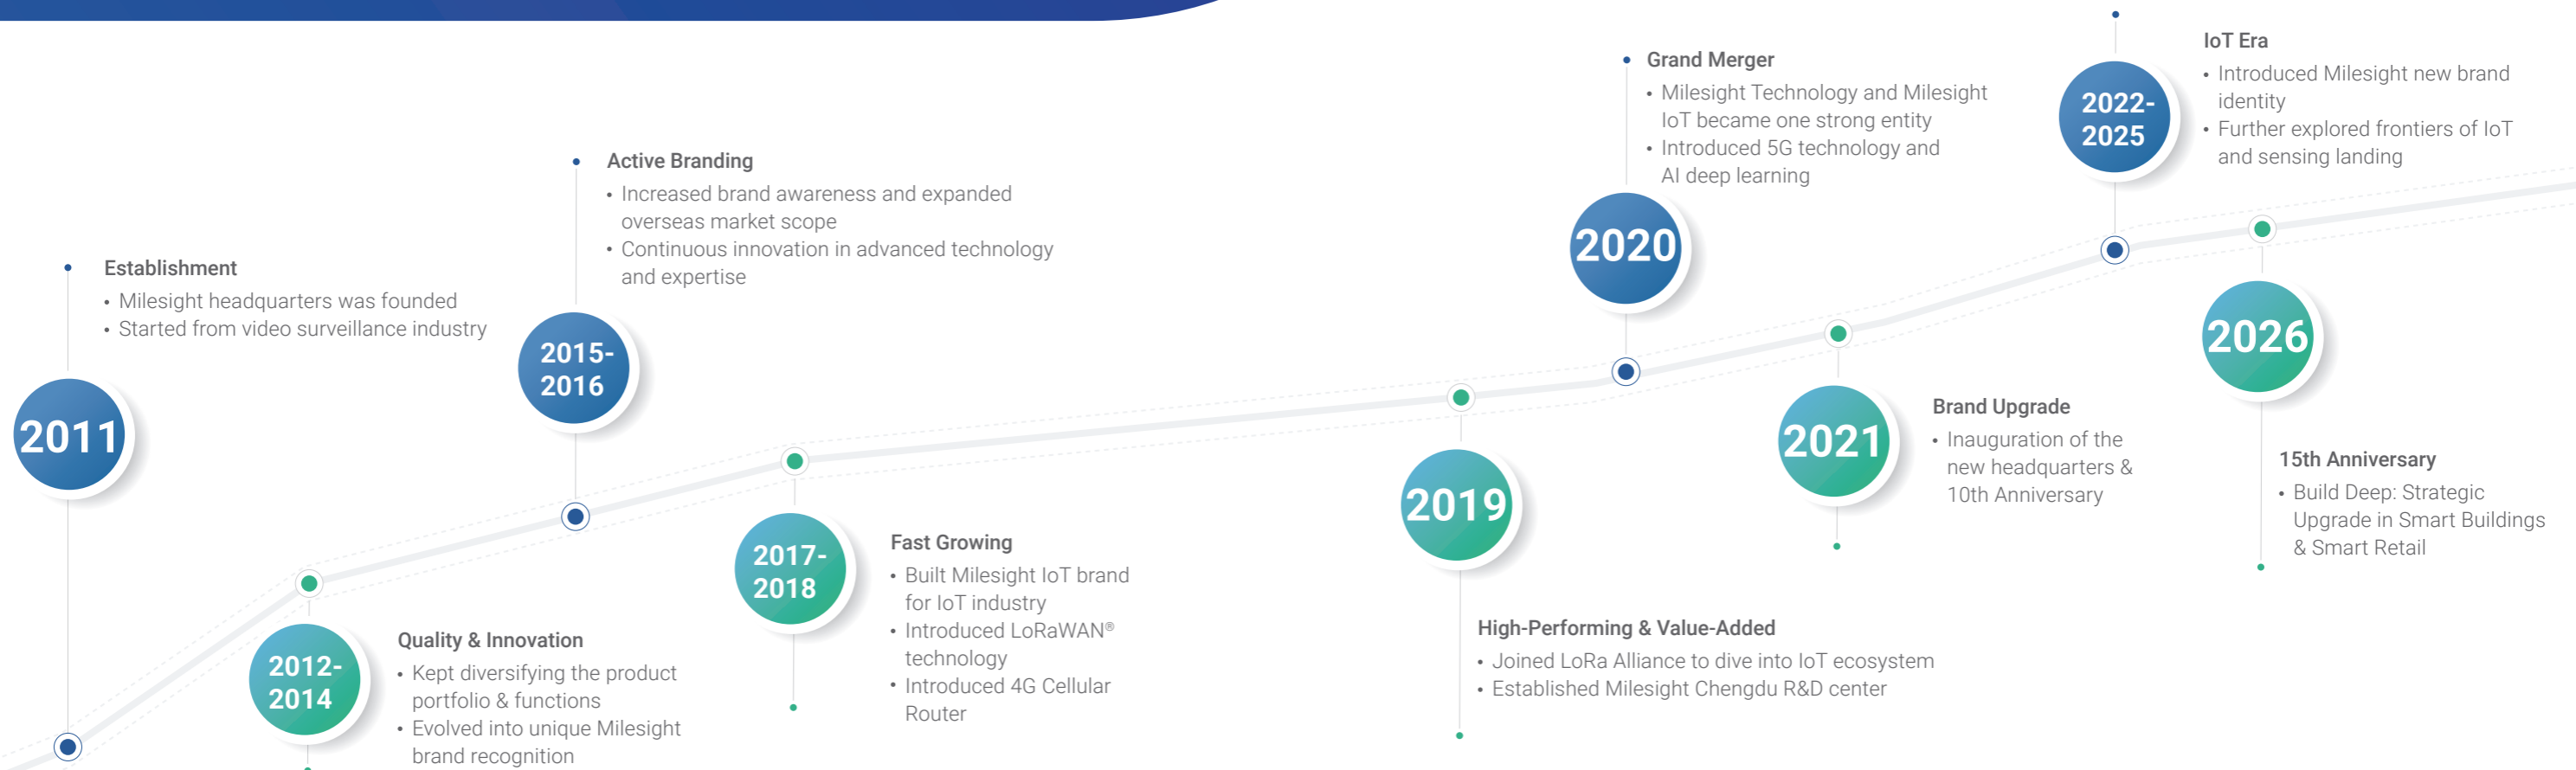 2011
Establishment
• Milesight headquarters was founded
• Started from video surveillance industry
2012-
2014
Quality & Innovation
• Kept diversifying the product
portfolio & functions
• Evolved into unique Milesight
brand recognition
2015-
2016
Active Branding
• Increased brand awareness and expanded
overseas market scope
• Continuous innovation in advanced technology
and expertise
2017-
2018
Fast Growing
• Built Milesight IoT brand
for IoT industry
• Introduced LoRaWAN®
technology
• Introduced 4G Cellular
Router
2019
High-Performing & Value-Added
• Joined LoRa Alliance to dive into IoT ecosystem
• Established Milesight Chengdu R&D center
2020
Grand Merger
• Milesight Technology and Milesight
IoT became one strong entity
• Introduced 5G technology and
AI deep learning
2021
Brand Upgrade
• Inauguration of the
new headquarters &
10th Anniversary
2022-
2025
IoT Era
• Introduced Milesight new brand
identity
• Further explored frontiers of IoT
and sensing landing
2026
15th Anniversary
• Build Deep: Strategic
Upgrade in Smart Buildings
& Smart Retail